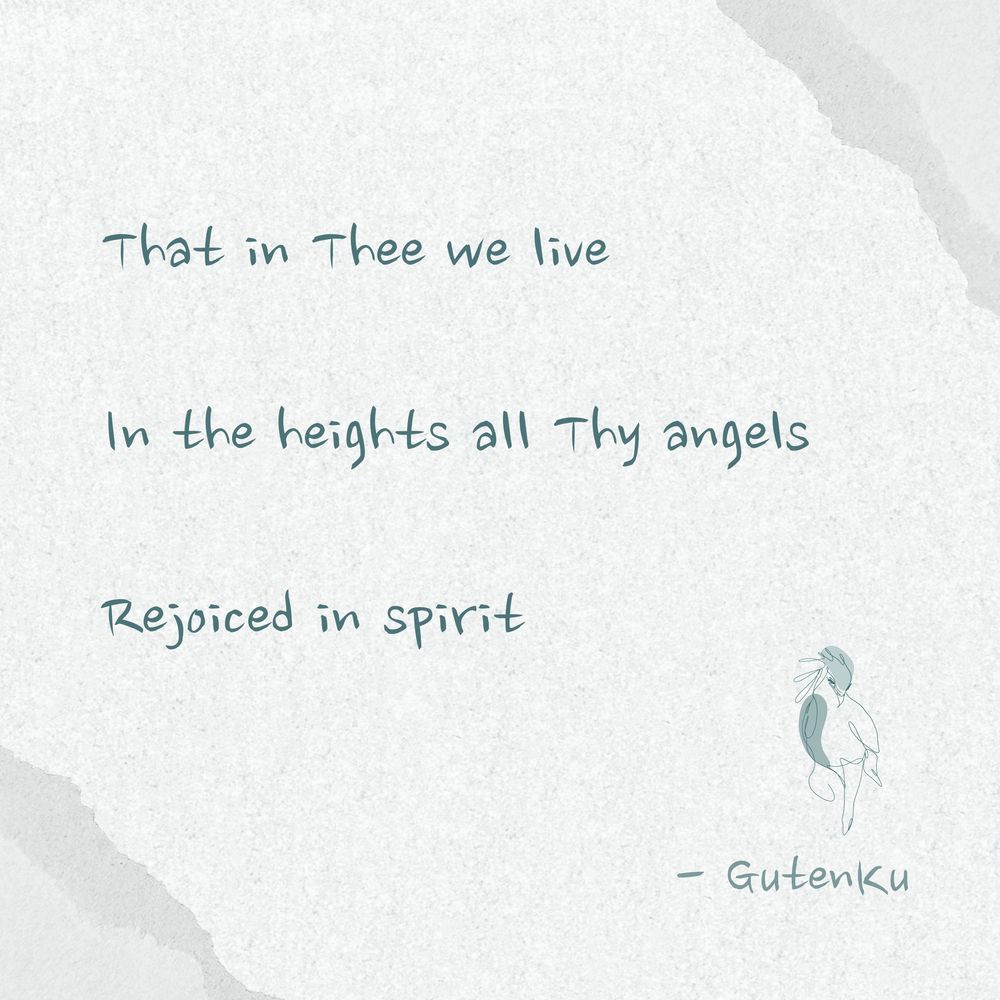 That in Thee we live
In the heights all Thy angels
Rejoiced in spirit
- GutenKu